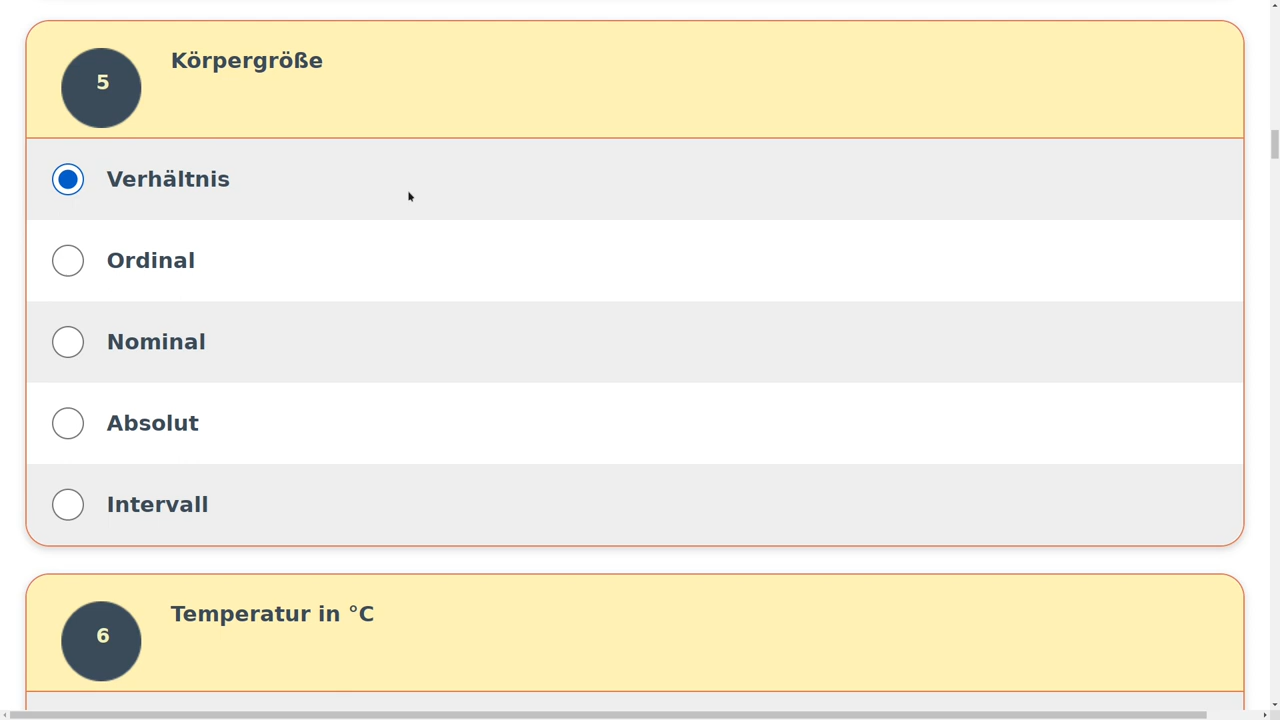 5
Körpergröße
Verhältnis
Ordinal
Nominal
Absolut
Intervall
6
Temperatur in °C